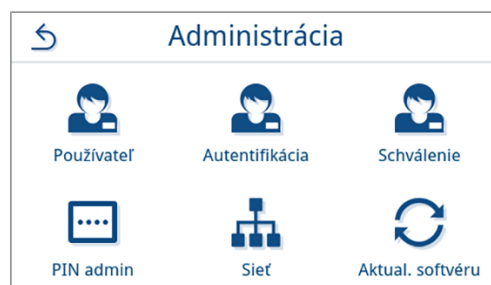 Administrácia
Používateľ Autentifikácia Schválenie
PIN admin Sieť Aktual. softvéru